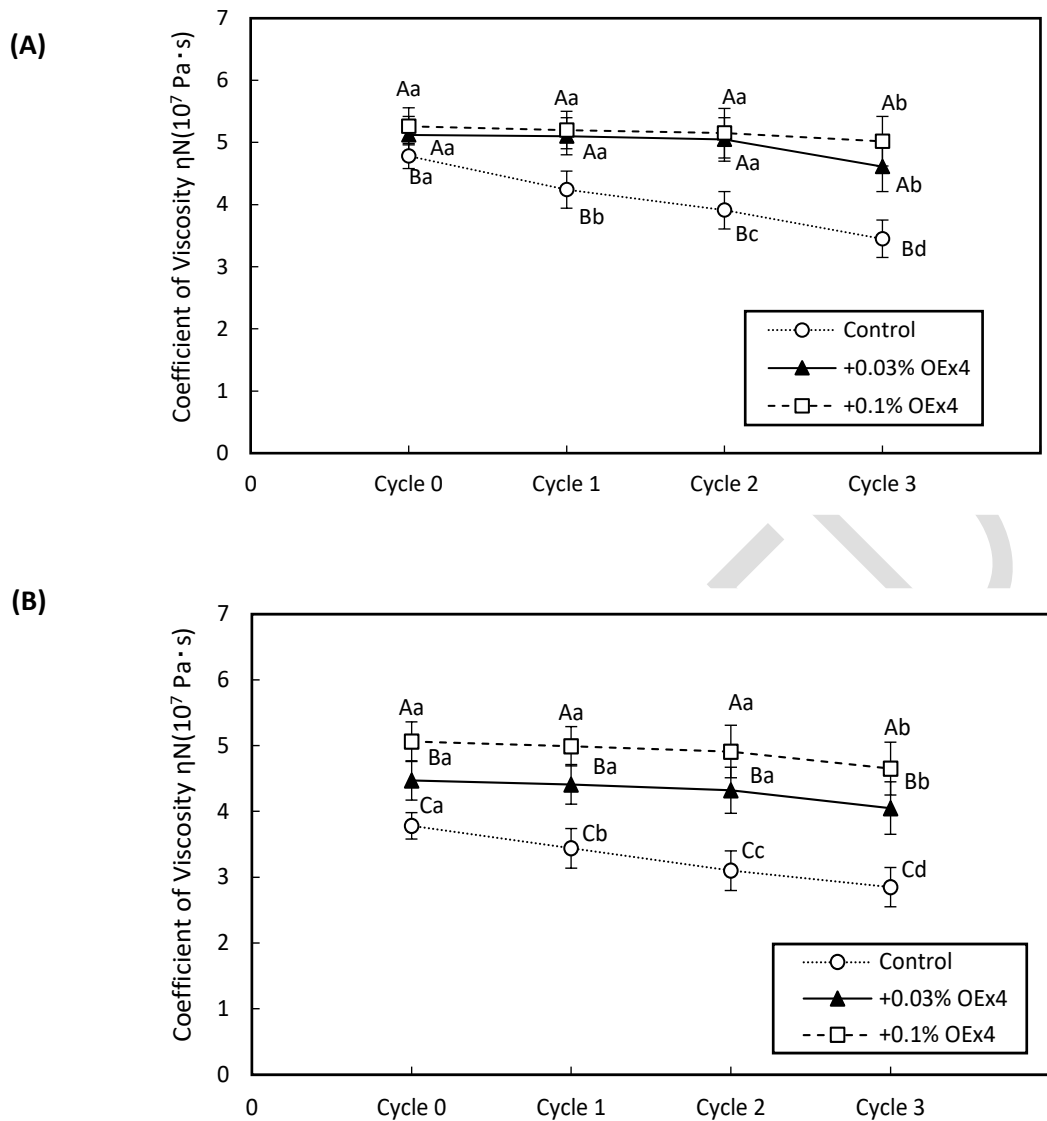 (A)
Coefficient of Viscosity ηN(10⁷ Pa·s)
7
6
5
4
3
2
1
0
Aa
Aa
Aa
Ab
Aa
Aa
Aa
Ab
Ba
Bb
Bc
Bd
Control
+0.03% OEx4
+0.1% OEx4
0
Cycle 0
Cycle 1
Cycle 2
Cycle 3
(B)
Coefficient of Viscosity ηN(10⁷ Pa·s)
7
6
5
4
3
2
1
0
Aa
Aa
Aa
Ab
Ba
Ba
Ba
Bb
Ca
Cb
Cc
Cd
Control
+0.03% OEx4
+0.1% OEx4
0
Cycle 0
Cycle 1
Cycle 2
Cycle 3